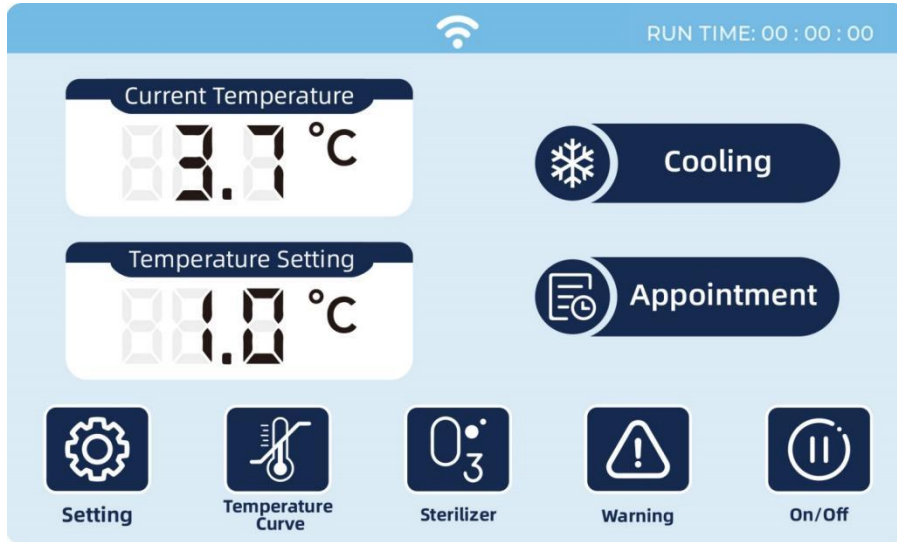 RUN TIME: 00 : 00 : 00
Current Temperature
3.7 °C
Cooling
Temperature Setting
1.0 °C
Appointment
O3
Setting
Temperature
Curve
Sterilizer
Warning
On/Off